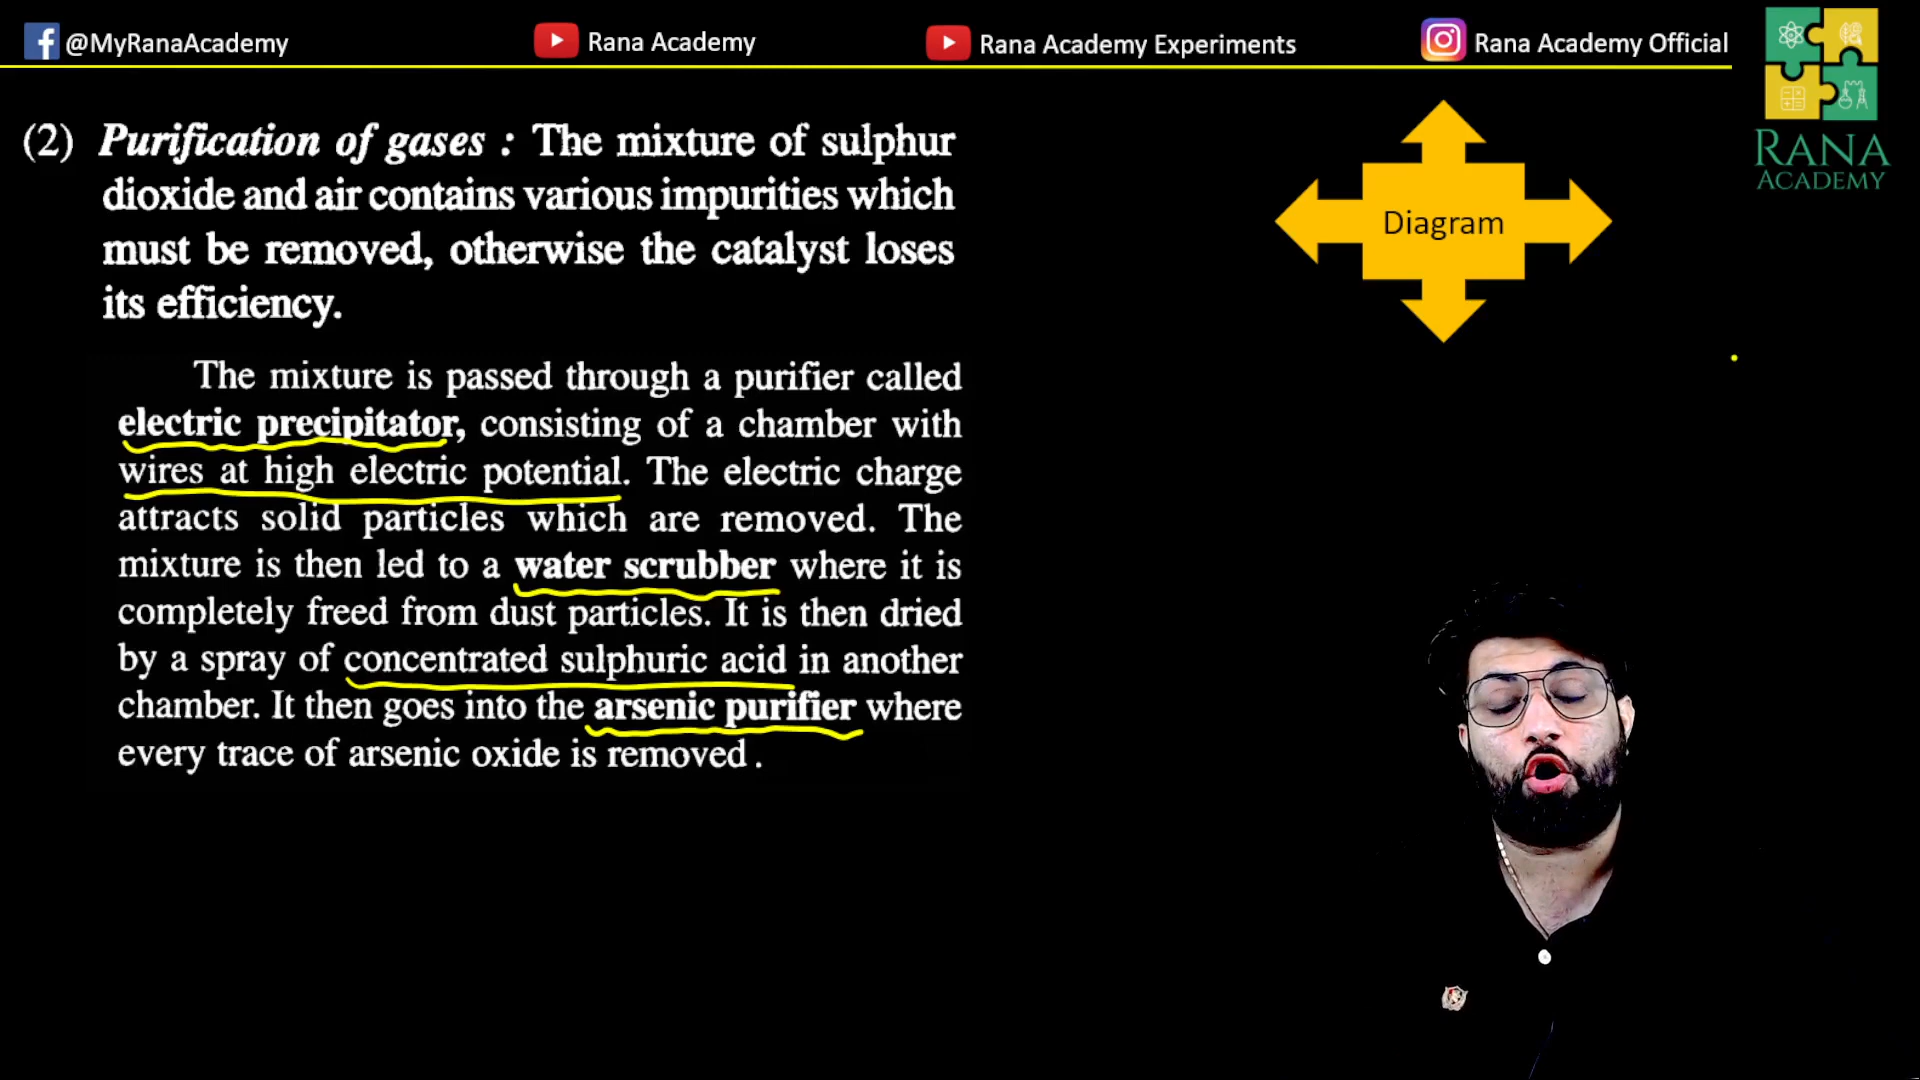 @MyRanaAcademy
Rana Academy
Rana Academy Experiments
Rana Academy Official
RANA
ACADEMY
(2) Purification of gases : The mixture of sulphur
dioxide and air contains various impurities which
must be removed, otherwise the catalyst loses
its efficiency.
The mixture is passed through a purifier called
electric precipitator, consisting of a chamber with
wires at high electric potential. The electric charge
attracts solid particles which are removed. The
mixture is then led to a water scrubber where it is
completely freed from dust particles. It is then dried
by a spray of concentrated sulphuric acid in another
chamber. It then goes into the arsenic purifier where
every trace of arsenic oxide is removed .
Diagram